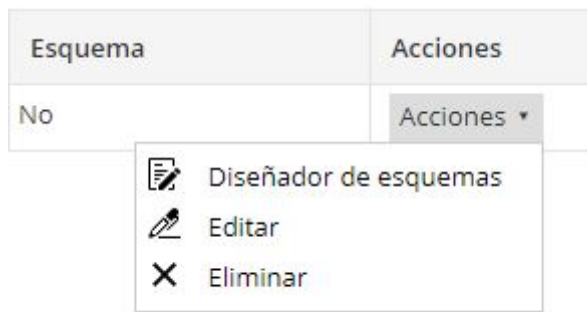 Esquema Acciones
No Acciones
Diseñador de esquemas
Editar
Eliminar